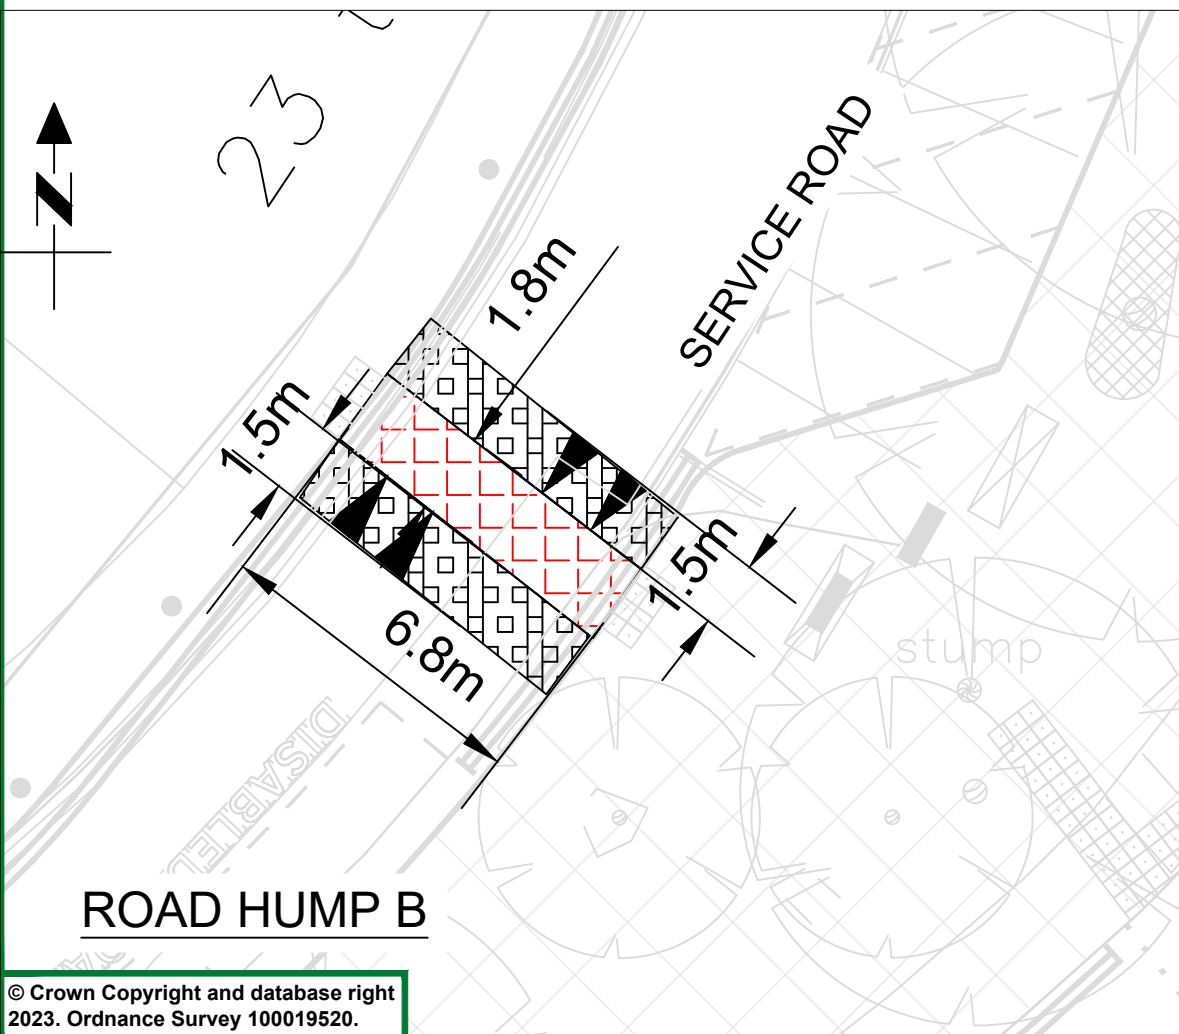 23
N
1.8m
SERVICE ROAD
1.5m
1.5m
6.8m
stump
DISABLED
ROAD HUMP B
© Crown Copyright and database right
2023. Ordnance Survey 100019520.